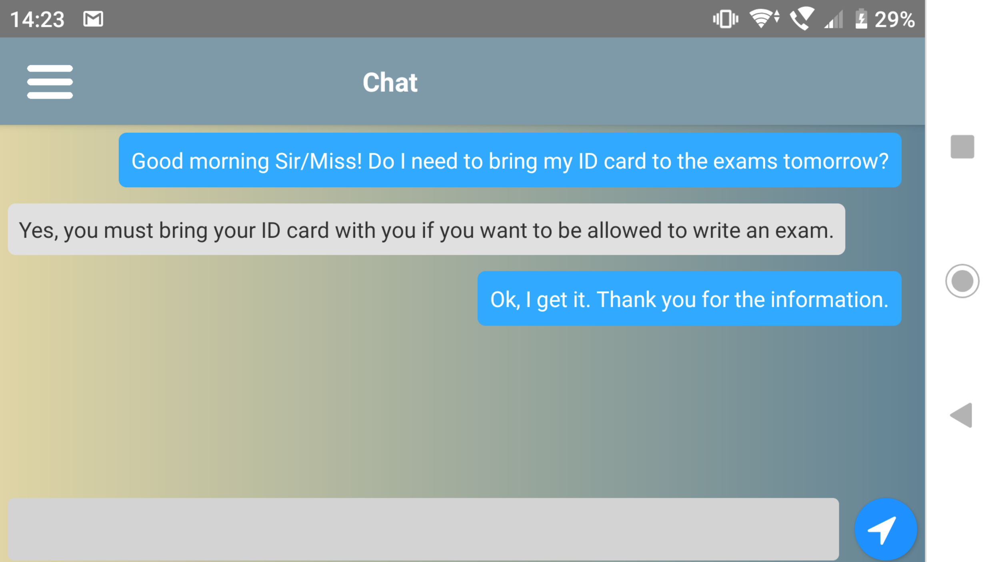 14:23
29%
Chat
Good morning Sir/Miss! Do I need to bring my ID card to the exams tomorrow?
Yes, you must bring your ID card with you if you want to be allowed to write an exam.
Ok, I get it. Thank you for the information.